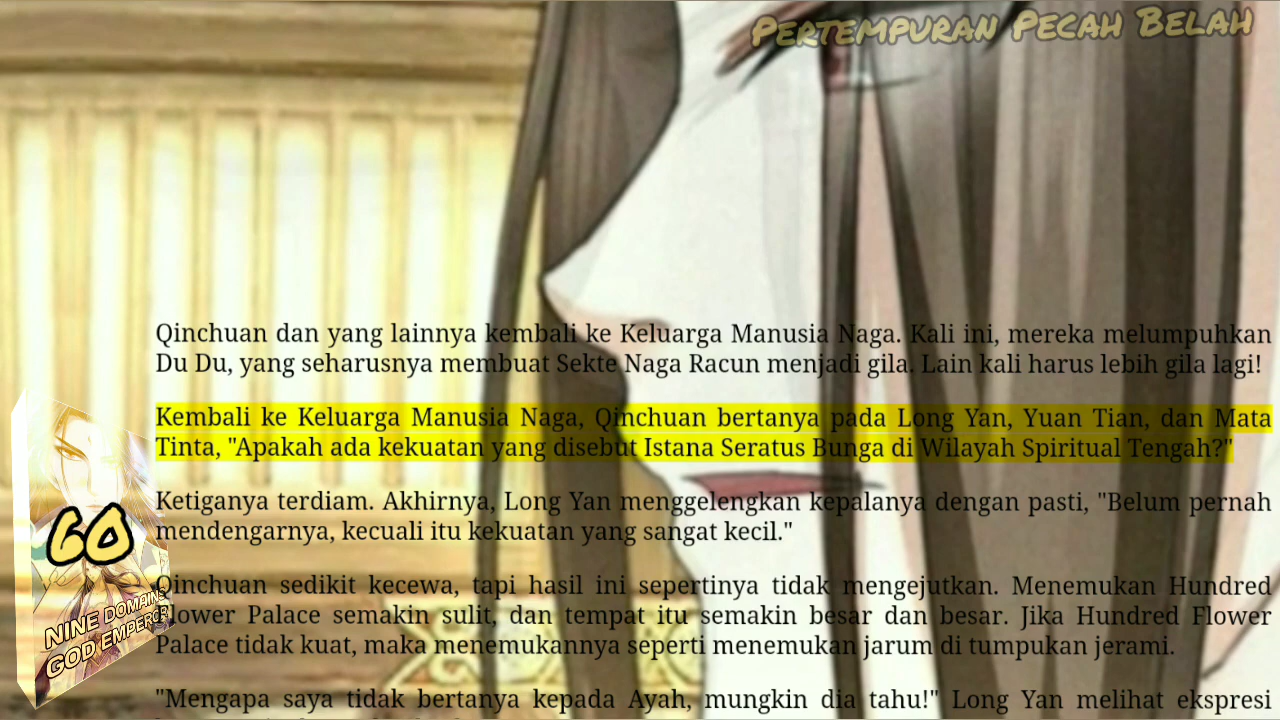 Pertempuran Pecah Belah
Qinchuan dan yang lainnya kembali ke Keluarga Manusia Naga. Kali ini, mereka melumpuhkan
Du Du, yang seharusnya membuat Sekte Naga Racun menjadi gila. Lain kali harus lebih gila lagi!
Kembali ke Keluarga Manusia Naga, Qinchuan bertanya pada Long Yan, Yuan Tian, dan Mata
Tinta, "Apakah ada kekuatan yang disebut Istana Seratus Bunga di Wilayah Spiritual Tengah?"
Ketiganya terdiam. Akhirnya, Long Yan menggelengkan kepalanya dengan pasti, "Belum pernah
mendengarnya, kecuali itu kekuatan yang sangat kecil."
Qinchuan sedikit kecewa, tapi hasil ini sepertinya tidak mengejutkan. Menemukan Hundred
Flower Palace semakin sulit, dan tempat itu semakin besar dan besar. Jika Hundred Flower
Palace tidak kuat, maka menemukannya seperti menemukan jarum di tumpukan jerami.
"Mengapa saya tidak bertanya kepada Ayah, mungkin dia tahu!" Long Yan melihat ekspresi
60
NINE DOMAINS
GOD EMPEROR